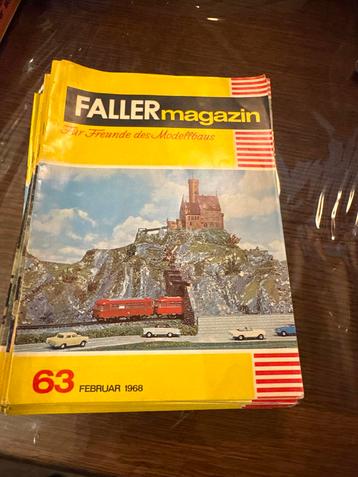 FALLER magazin
Für Freunde des Modellbaus
63 FEBRUAR 1968